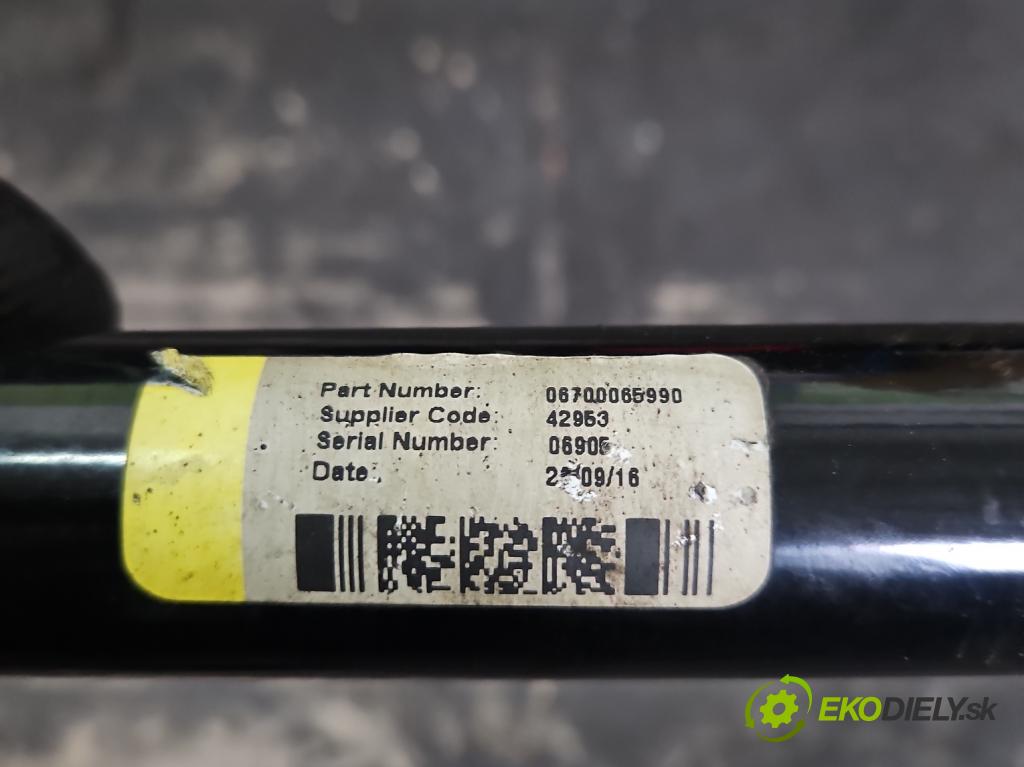 Part Number: 06700065990
Supplier Code: 42953
Serial Number:
Date:
EKODIELY.sk